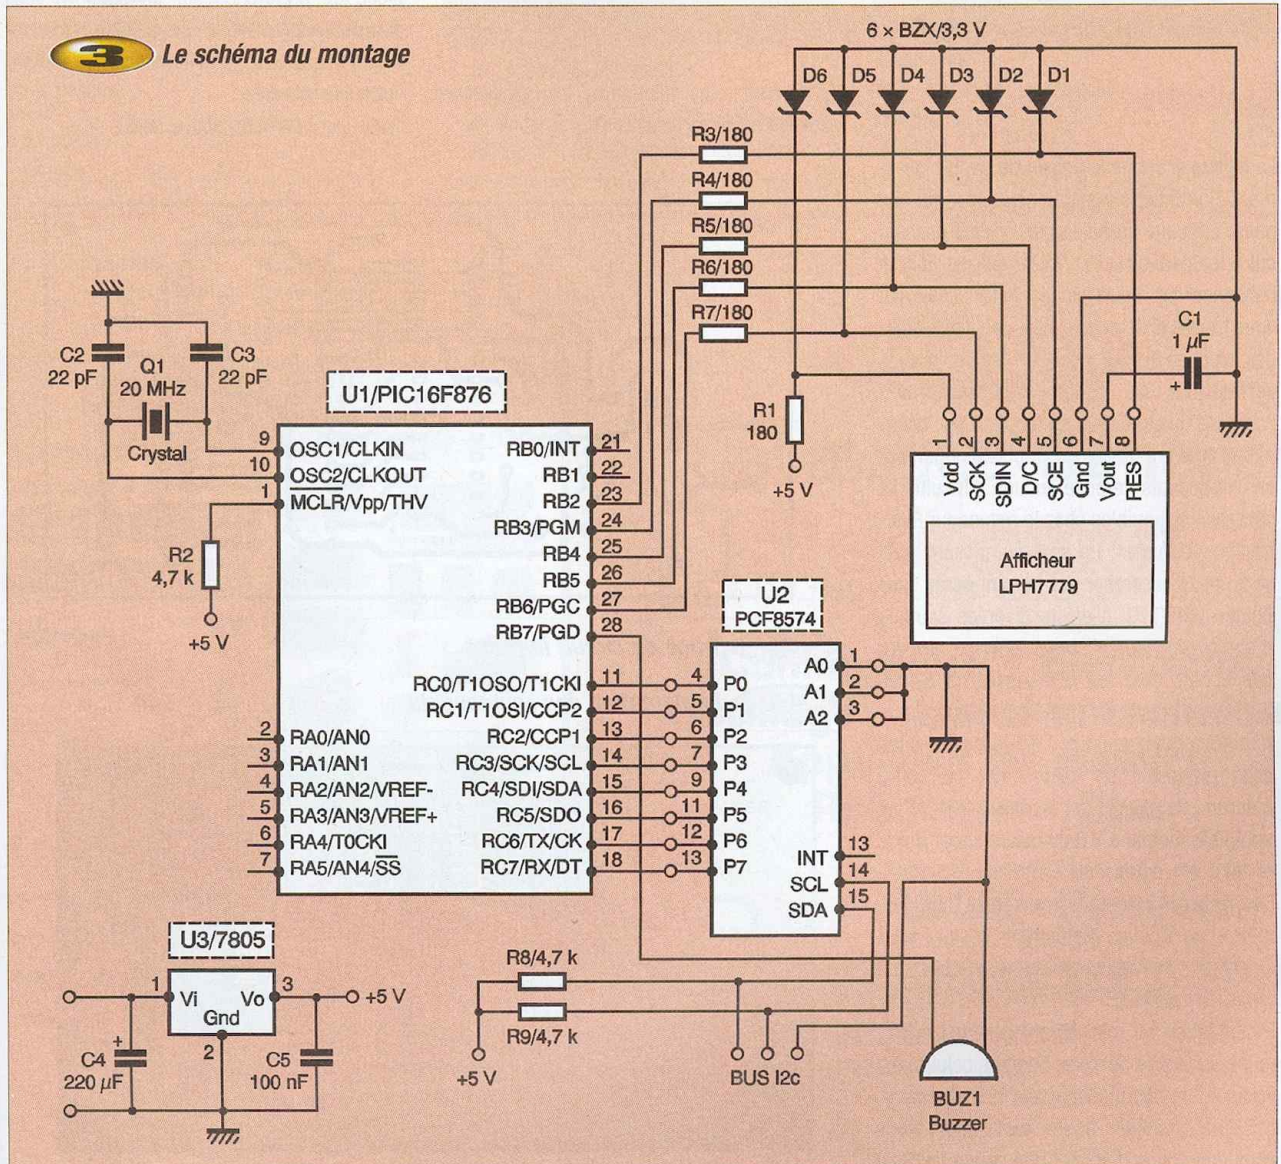 3 Le schéma du montage
6 × BZX/3,3 V
D6 D5 D4 D3 D2 D1
R3/180
R4/180
R5/180
R6/180
R7/180
C1
1 µF
+
R1
180
+5 V
1 2 3 4 5 6 7 8
Vdd SCK SDIN D/C SCE Gnd Vout RES
Afficheur
LPH7779
C2
22 pF
Q1
20 MHz
Crystal
C3
22 pF
U1/PIC16F876
9 OSC1/CLKIN
10 OSC2/CLKOUT
1 MCLR/Vpp/THV
R2
4,7 k
+5 V
2 RA0/AN0
3 RA1/AN1
4 RA2/AN2/VREF-
5 RA3/AN3/VREF+
6 RA4/T0CKI
7 RA5/AN4/SS
RB0/INT 21
RB1 22
RB2 23
RB3/PGM 24
RB4 25
RB5 26
RB6/PGC 27
RB7/PGD 28
RC0/T1OSO/T1CKI 11
RC1/T1OSI/CCP2 12
RC2/CCP1 13
RC3/SCK/SCL 14
RC4/SDI/SDA 15
RC5/SDO 16
RC6/TX/CK 17
RC7/RX/DT 18
U2
PCF8574
4 P0
5 P1
6 P2
7 P3
9 P4
11 P5
12 P6
13 P7
A0 1
A1 2
A2 3
INT 13
SCL 14
SDA 15
U3/7805
1 Vi Vo 3
Gnd
2
+5 V
+
C4
220 µF
C5
100 nF
R8/4,7 k
R9/4,7 k
+5 V
BUS I2c
BUZ1
Buzzer